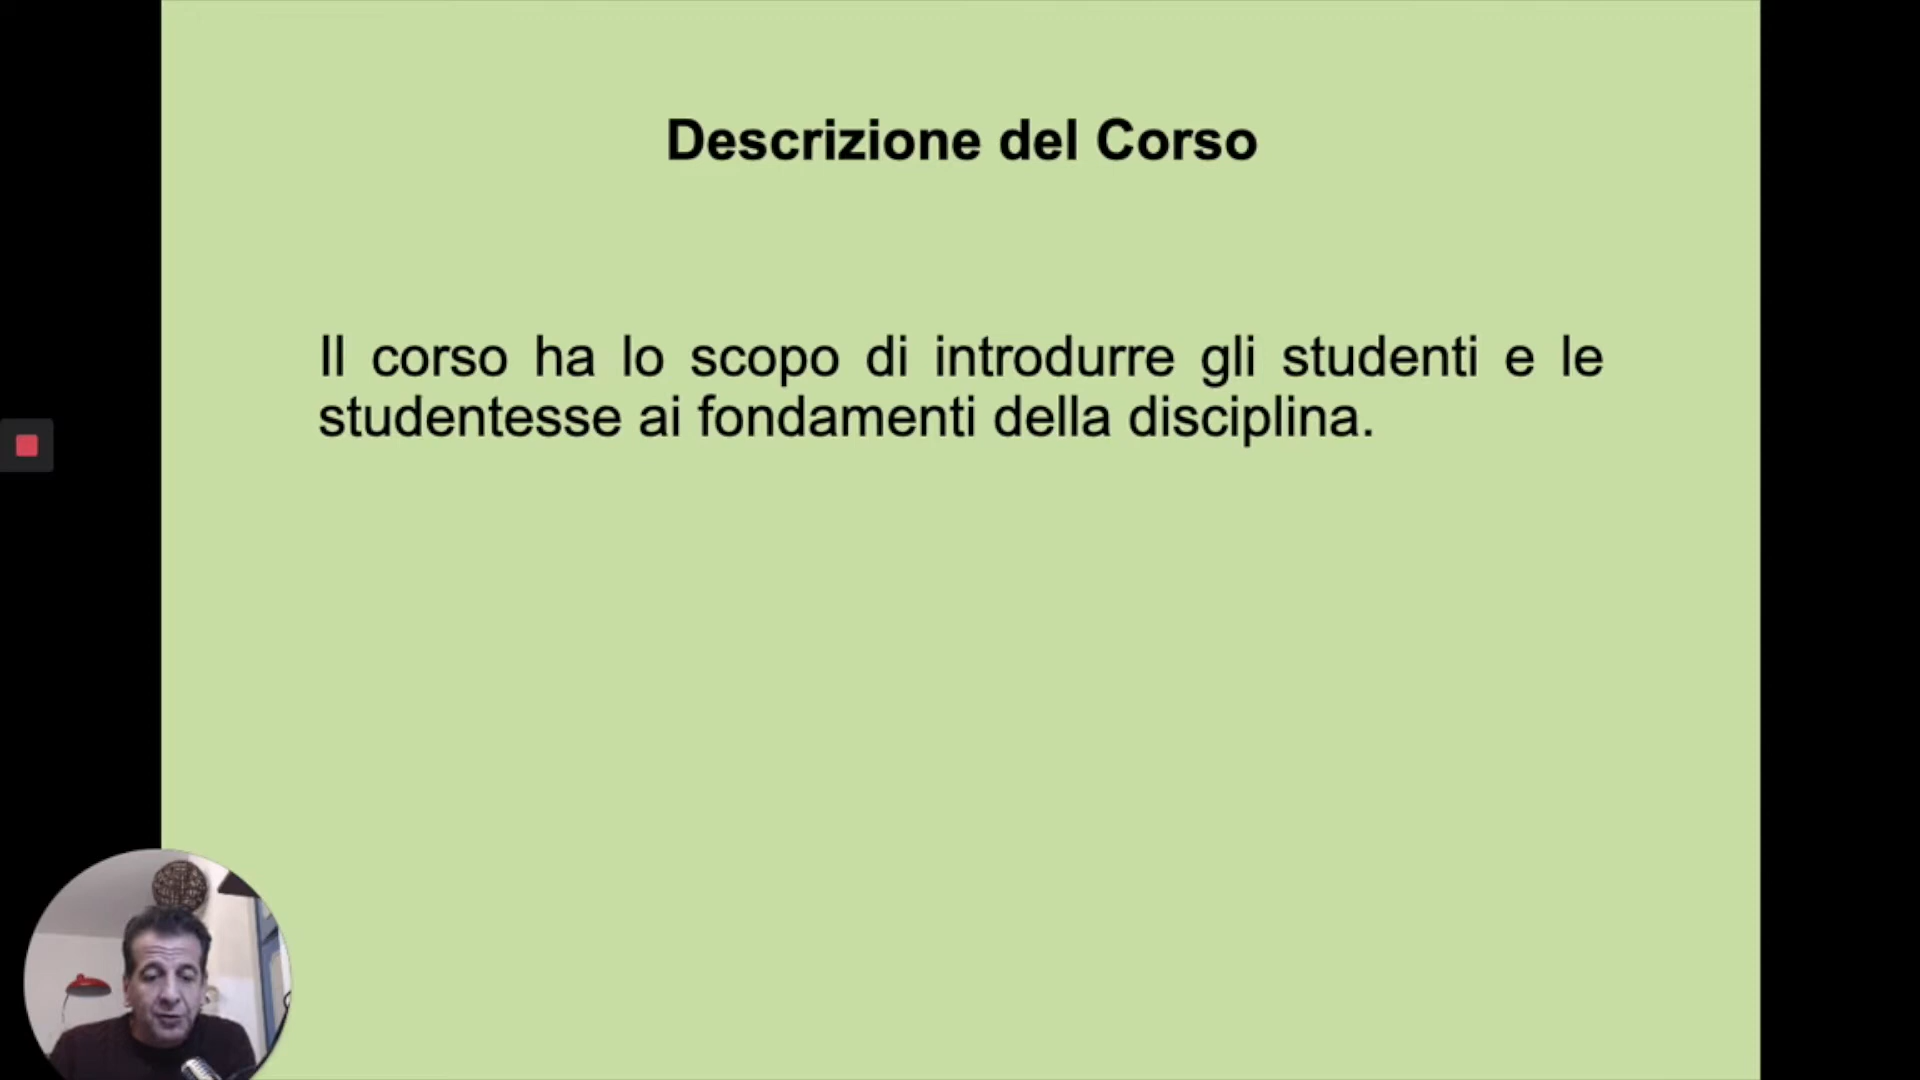 Descrizione del Corso
Il corso ha lo scopo di introdurre gli studenti e le
studentesse ai fondamenti della disciplina.